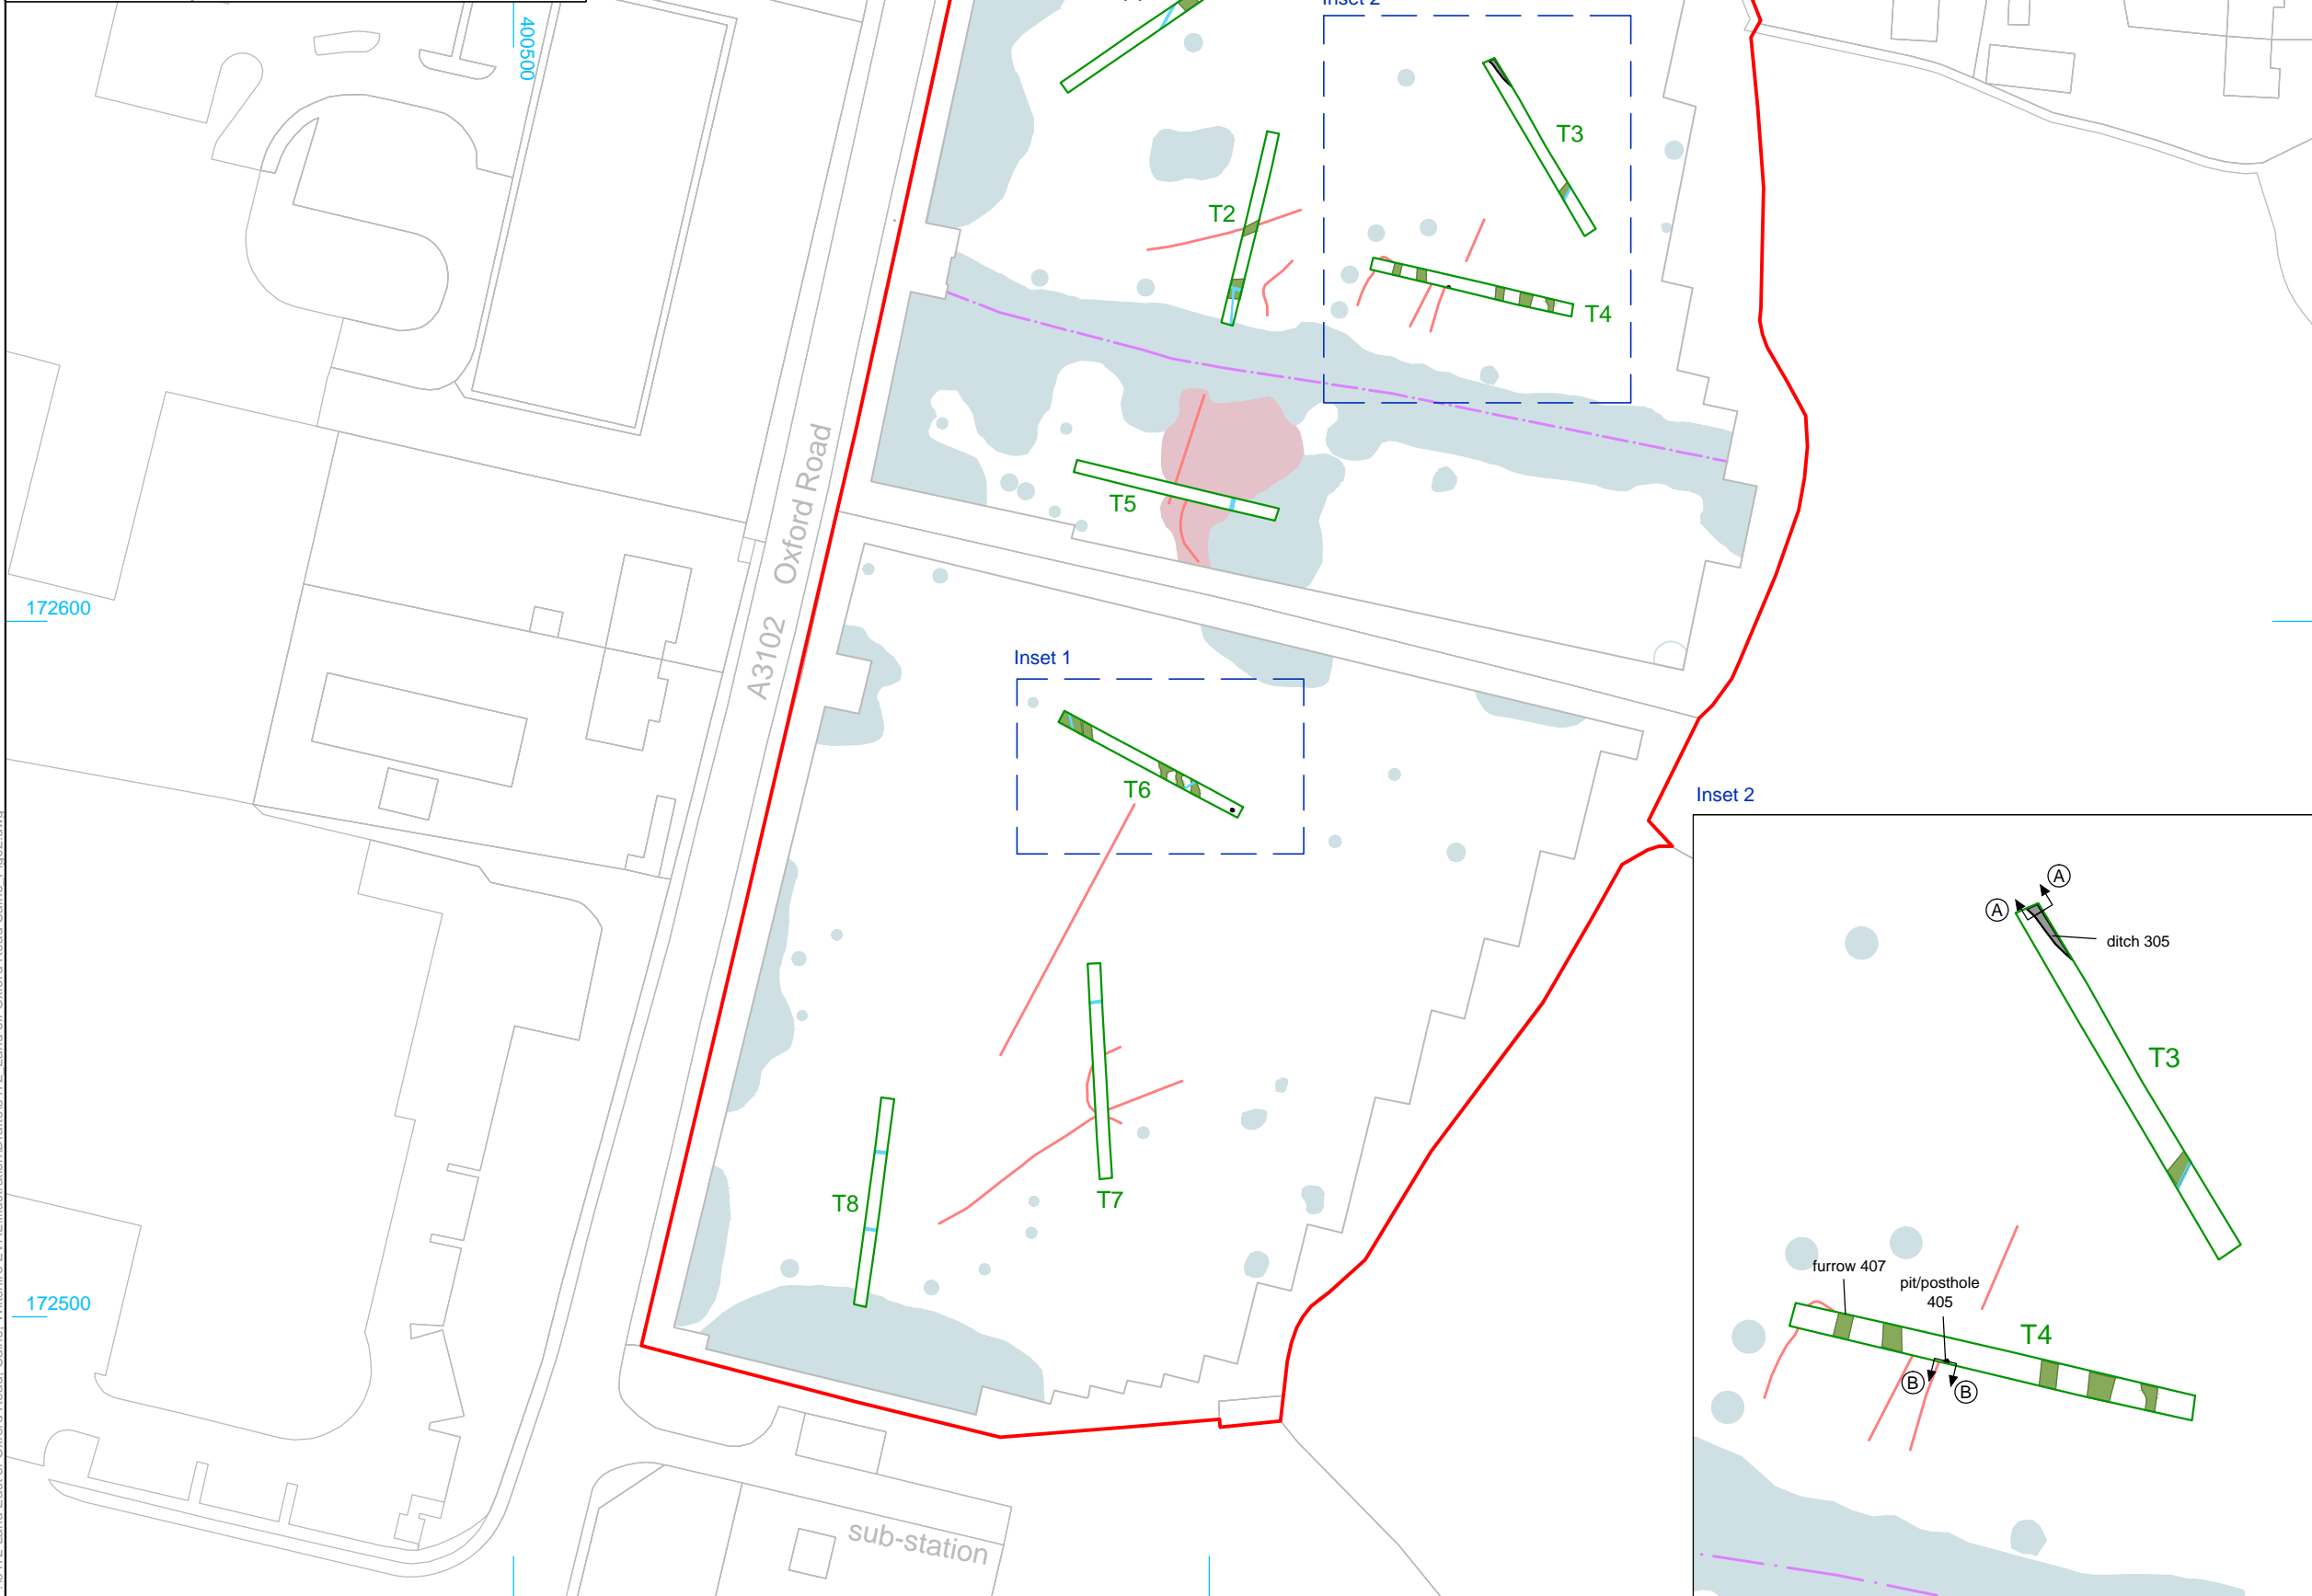 400500
Inset 2
T3
T2
T4
A3102 Oxford Road
T5
172600
Inset 1
T6
Inset 2
A
A
ditch 305
T3
T8
T7
furrow 407
pit/posthole
405
T4
B
B
172500
sub-station